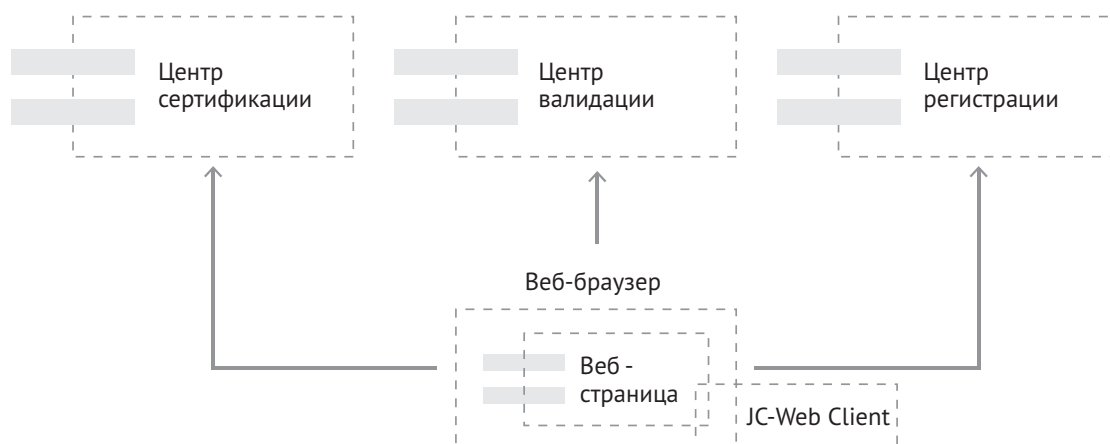 Центр
сертификации
Центр
валидации
Центр
регистрации
Веб-браузер
Веб -
страница
JC-Web Client